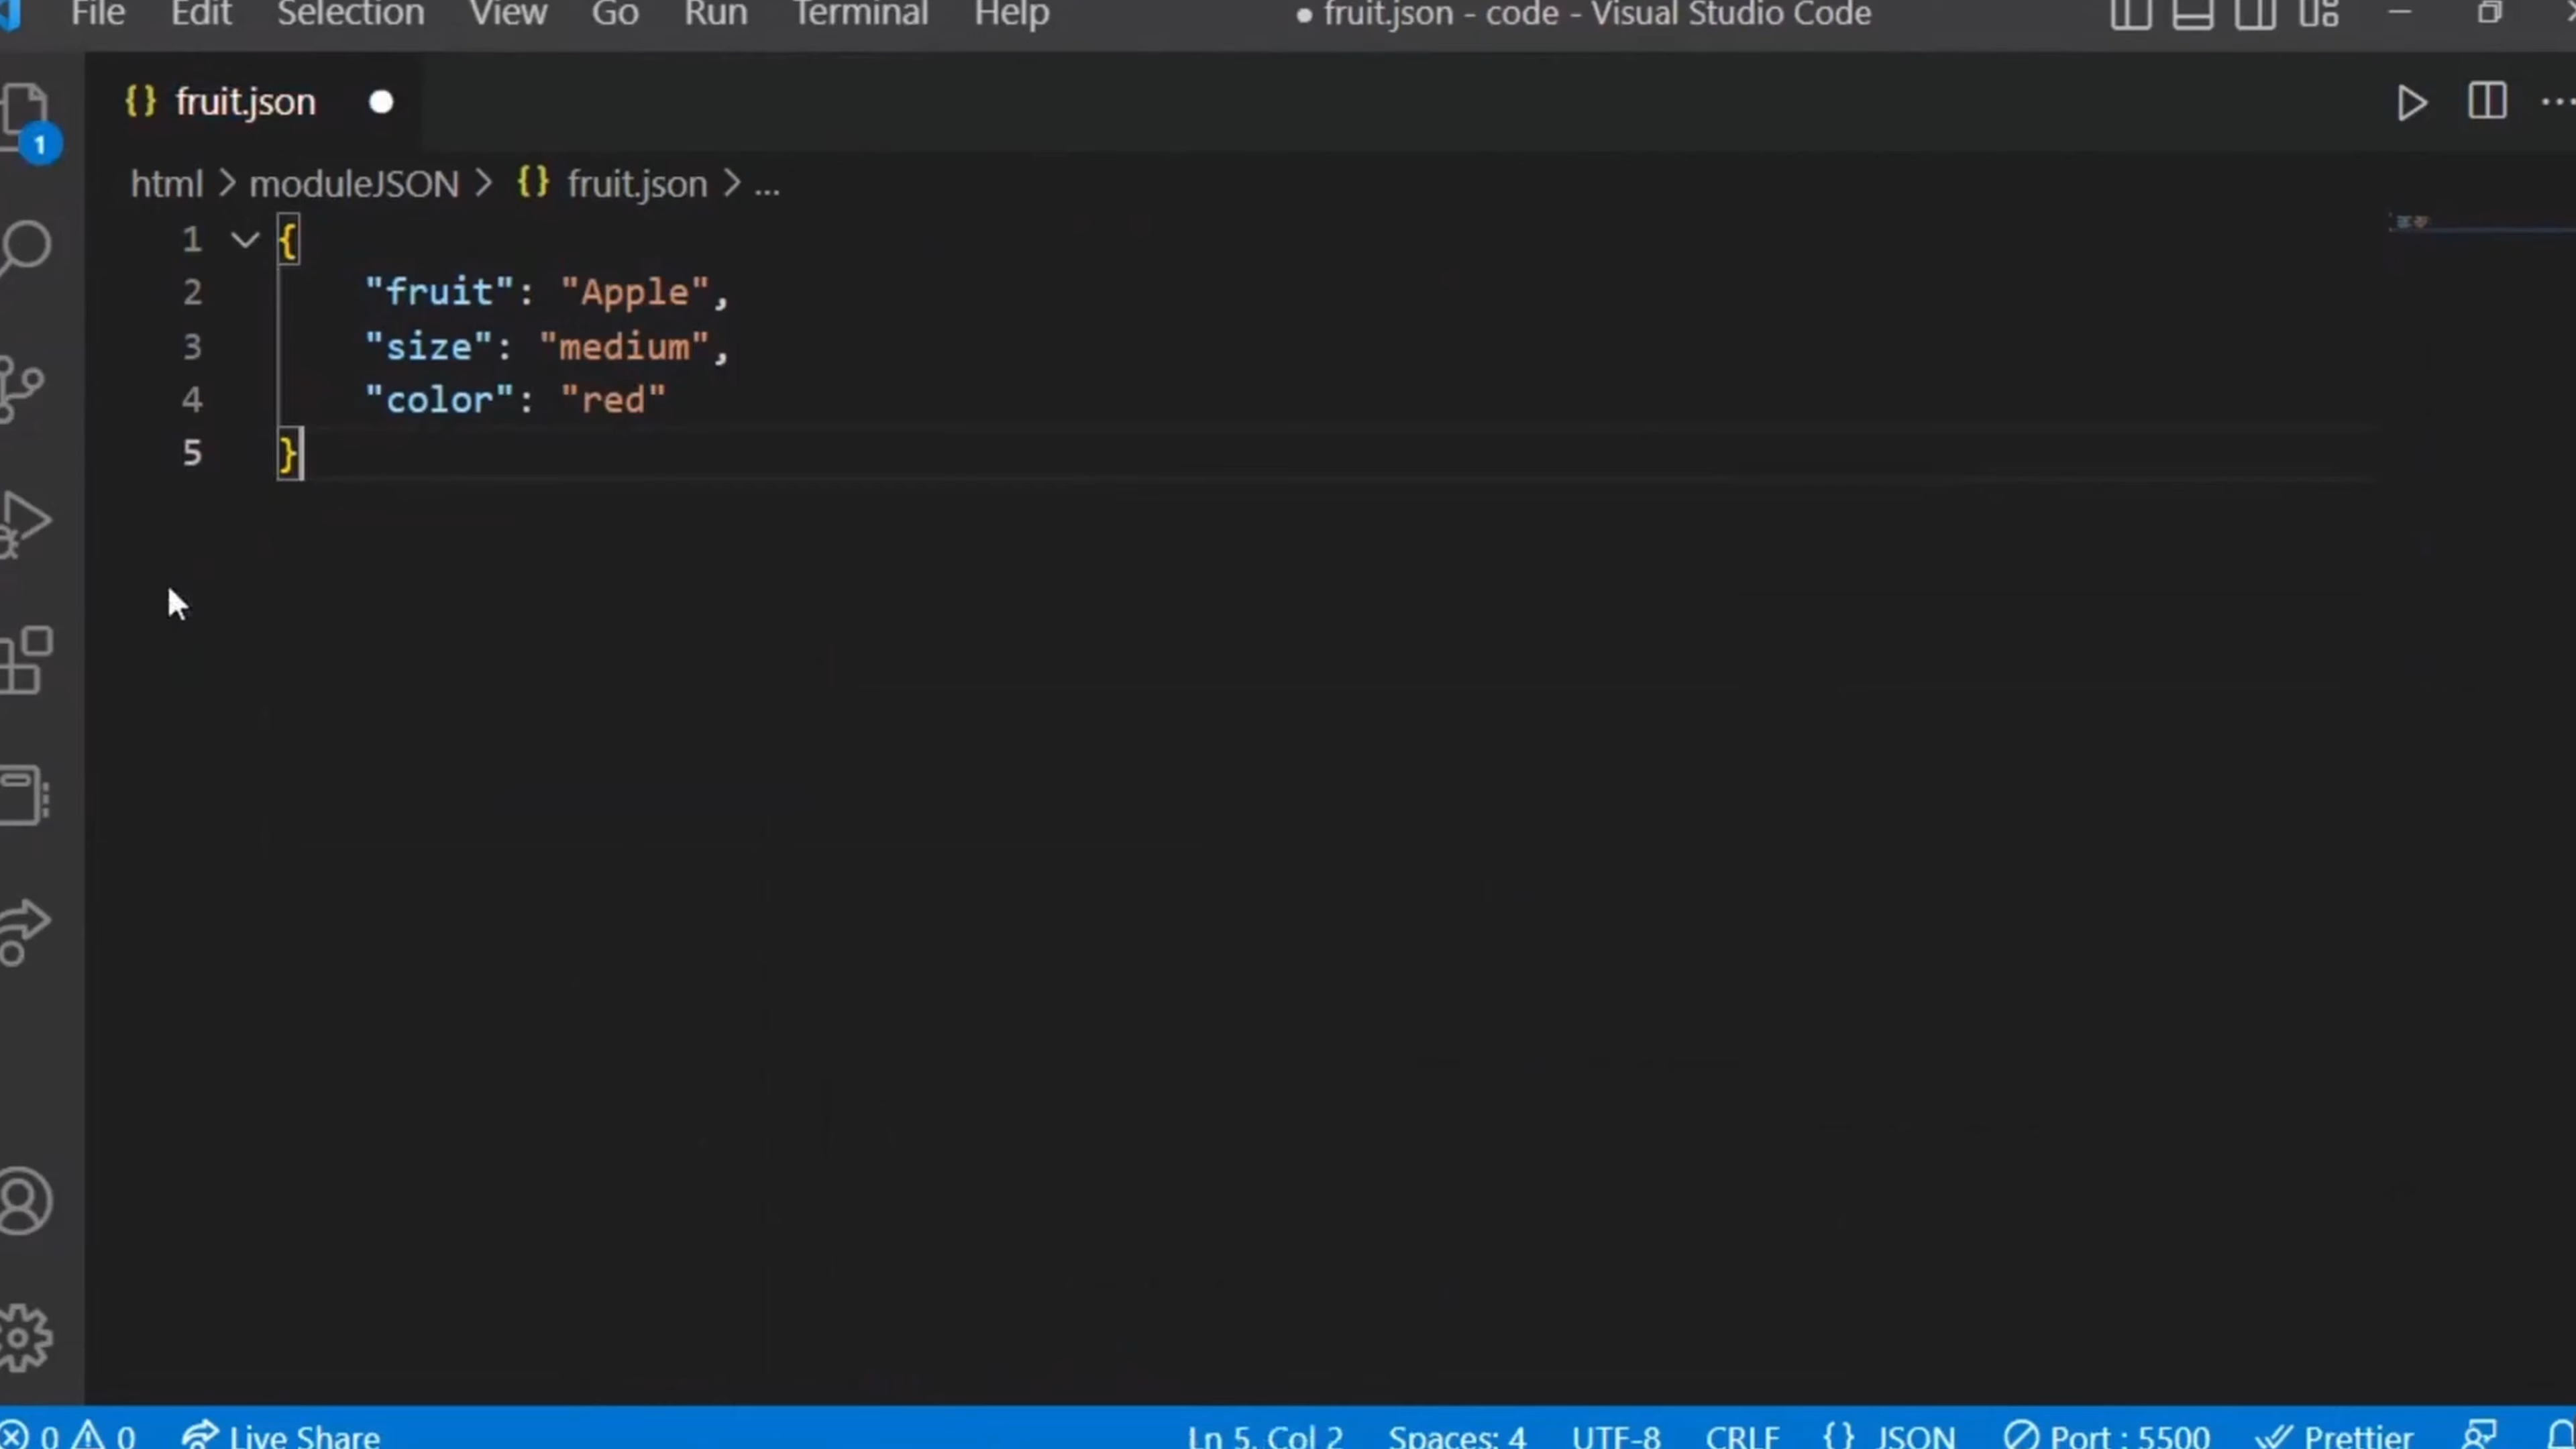 File Edit Selection View Go Run Terminal Help ● fruit.json - code - Visual Studio Code
{} fruit.json ●
1
html > moduleJSON > {} fruit.json > ...
1 {
2 "fruit": "Apple",
3 "size": "medium",
4 "color": "red"
5 }
0 0 Live Share Ln 5, Col 2 Spaces: 4 UTF-8 CRLF {} JSON Port : 5500 Prettier